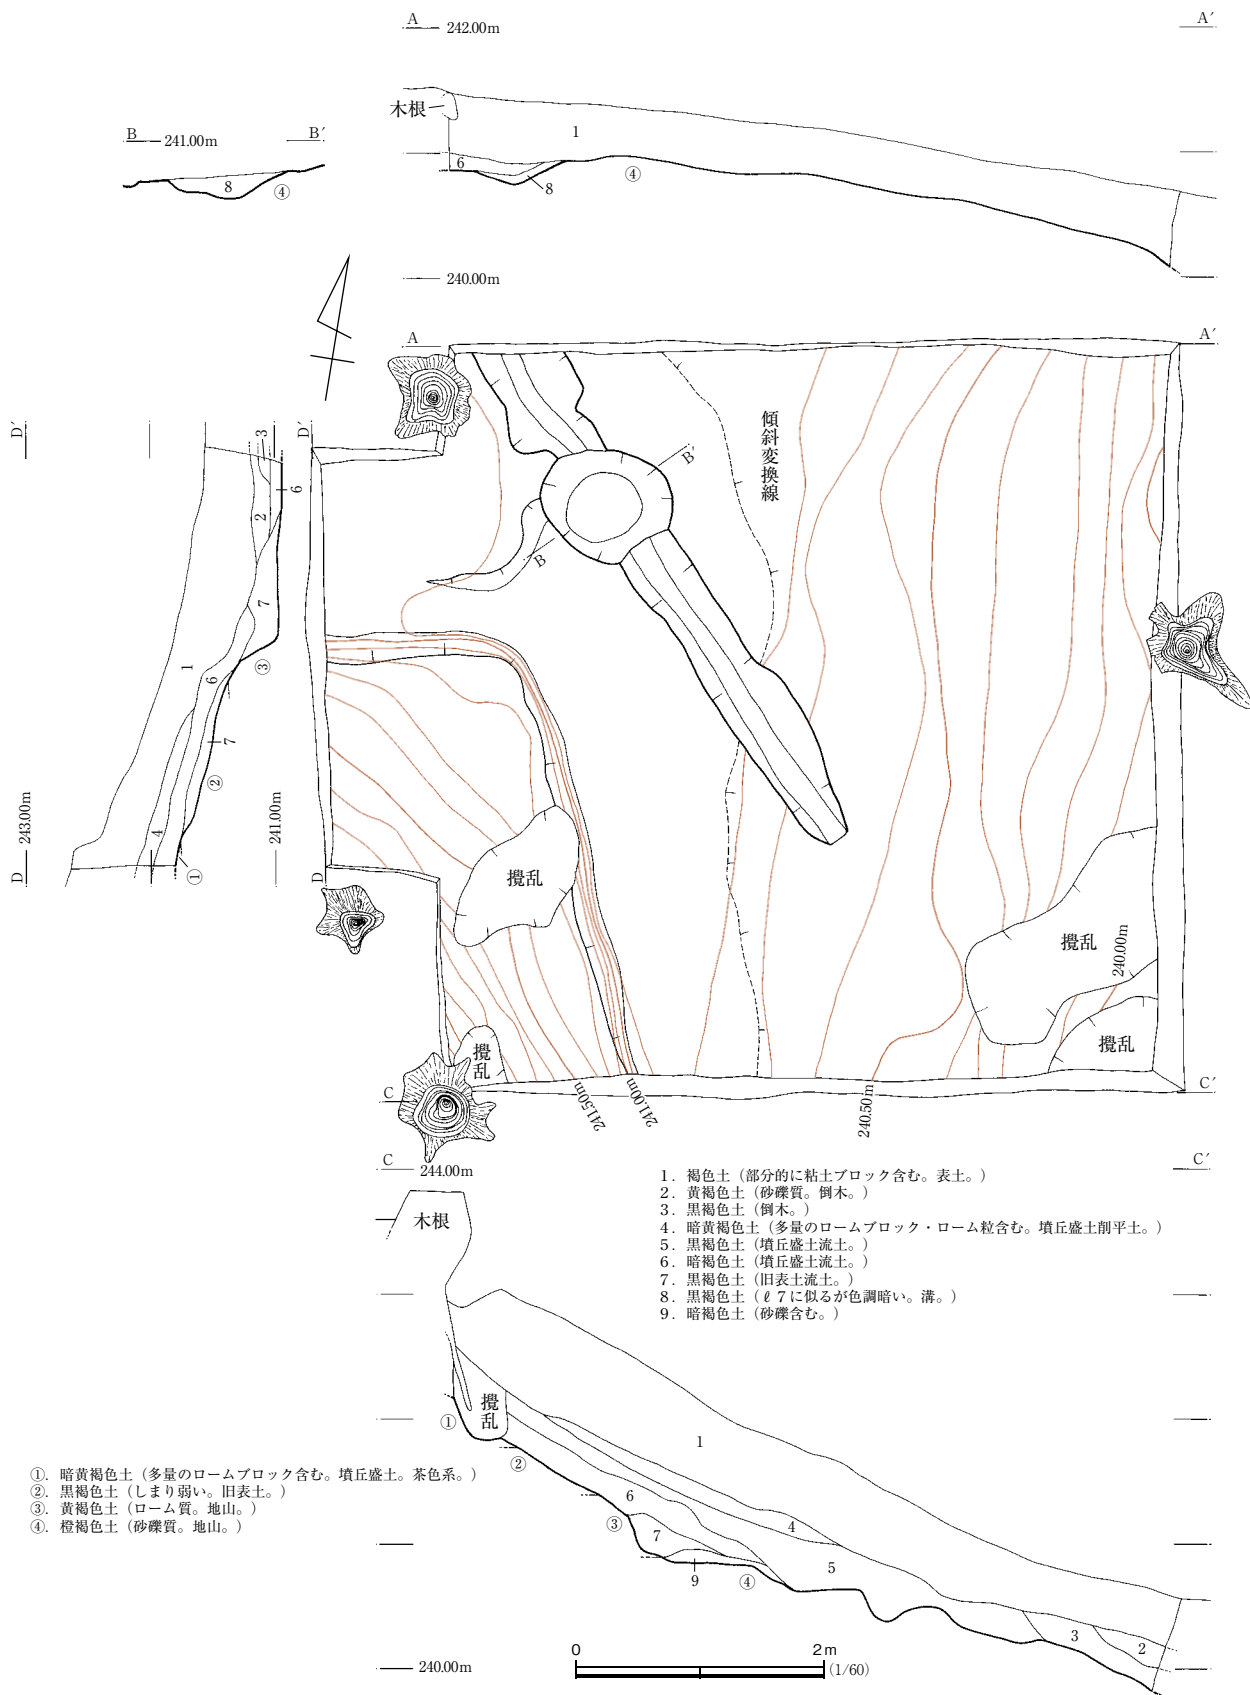 A
242.00m
A′
木根
1
6
8
④
B
241.00m
B′
8
④
240.00m
A
A′
D′
D′
3
6
2
7
1
③
6
7
②
4
①
243.00m
241.00m
D
D
傾斜変換線
B′
B
攪乱
攪乱
240.00m
攪乱
攪乱
C
C′
241.50m
241.00m
240.50m
C
244.00m
C′
1. 褐色土（部分的に粘土ブロック含む。表土。）
2. 黄褐色土（砂礫質。倒木。）
3. 黒褐色土（倒木。）
4. 暗黄褐色土（多量のロームブロック・ローム粒含む。墳丘盛土削平土。）
5. 黒褐色土（墳丘盛土流土。）
6. 暗褐色土（墳丘盛土流土。）
7. 黒褐色土（旧表土流土。）
8. 黒褐色土（ℓ７に似るが色調暗い。溝。）
9. 暗褐色土（砂礫含む。）
木根
①
攪乱
1
②
6
③
7
4
5
9
④
3
2
①. 暗黄褐色土（多量のロームブロック含む。墳丘盛土。茶色系。）
②. 黒褐色土（しまり弱い。旧表土。）
③. 黄褐色土（ローム質。地山。）
④. 橙褐色土（砂礫質。地山。）
240.00m
0
2m
(1/60)